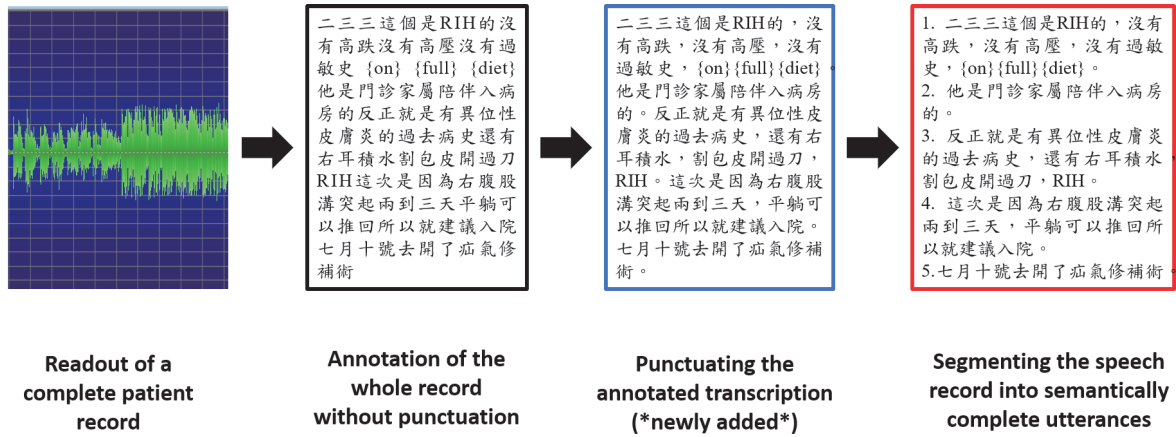 二三三這個是RIH的沒
有高跌沒有高壓沒有過
敏史 {on} {full} {diet}
他是門診家屬陪伴入病
房的反正就是有異位性
皮膚炎的過去病史還有
右耳積水割包皮開過刀
RIH這次是因為右腹股
溝突起兩到三天平躺可
以推回所以就建議入院
七月十號去開了疝氣修
補術
二三三這個是RIH的，沒
有高跌，沒有高壓，沒有
過敏史，{on}{full}{diet}。
他是門診家屬陪伴入病房
的。反正就是有異位性皮
膚炎的過去病史，還有右
耳積水，割包皮開過刀，
RIH。這次是因為右腹股
溝突起兩到三天，平躺可
以推回所以就建議入院。
七月十號去開了疝氣修補
術。
1. 二三三這個是RIH的，沒有
高跌，沒有高壓，沒有過敏
史，{on}{full}{diet}。
2. 他是門診家屬陪伴入病房
的。
3. 反正就是有異位性皮膚炎
的過去病史，還有右耳積水，
割包皮開過刀，RIH。
4. 這次是因為右腹股溝突起
兩到三天，平躺可以推回所
以就建議入院。
5.七月十號去開了疝氣修補術。
Readout of a
complete patient
record
Annotation of the
whole record
without punctuation
Punctuating the
annotated transcription
(*newly added*)
Segmenting the speech
record into semantically
complete utterances